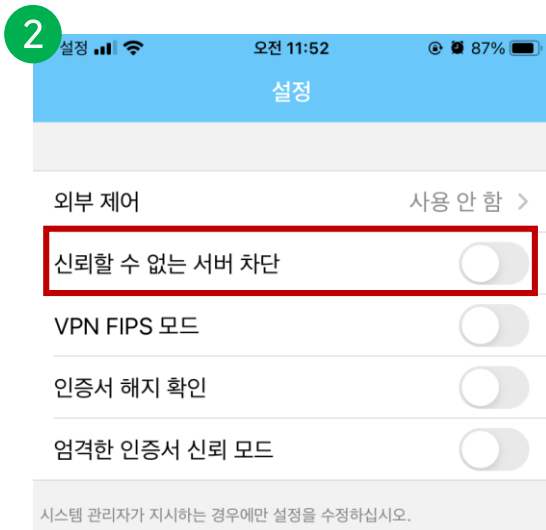 2
설정 오전 11:52 87%
설정
외부 제어 사용 안 함 >
신뢰할 수 없는 서버 차단
VPN FIPS 모드
인증서 해지 확인
엄격한 인증서 신뢰 모드
시스템 관리자가 지시하는 경우에만 설정을 수정하십시오.